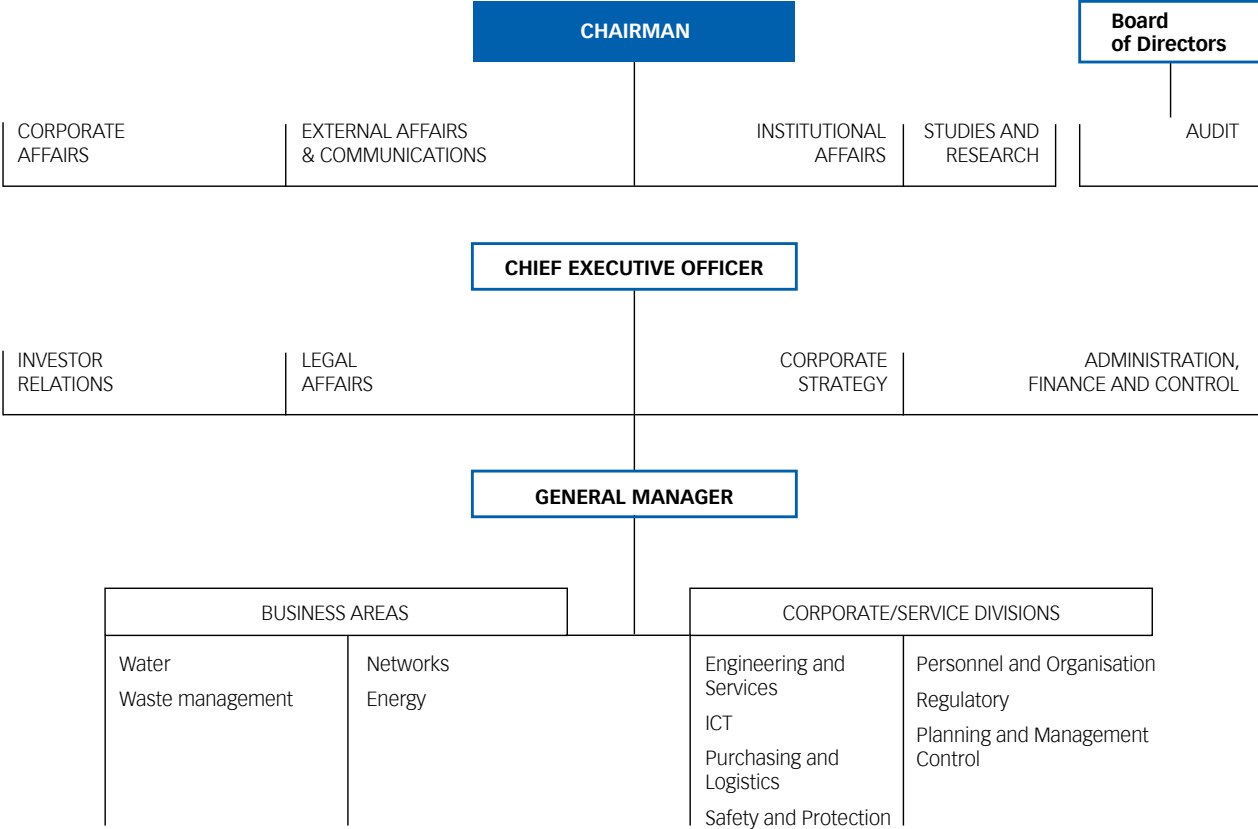 CHAIRMAN
Board
of Directors
CORPORATE
AFFAIRS
EXTERNAL AFFAIRS
& COMMUNICATIONS
INSTITUTIONAL
AFFAIRS
STUDIES AND
RESEARCH
AUDIT
CHIEF EXECUTIVE OFFICER
INVESTOR
RELATIONS
LEGAL
AFFAIRS
CORPORATE
STRATEGY
ADMINISTRATION,
FINANCE AND CONTROL
GENERAL MANAGER
BUSINESS AREAS
Water
Waste management
Networks
Energy
CORPORATE/SERVICE DIVISIONS
Engineering and
Services
ICT
Purchasing and
Logistics
Safety and Protection
Personnel and Organisation
Regulatory
Planning and Management
Control